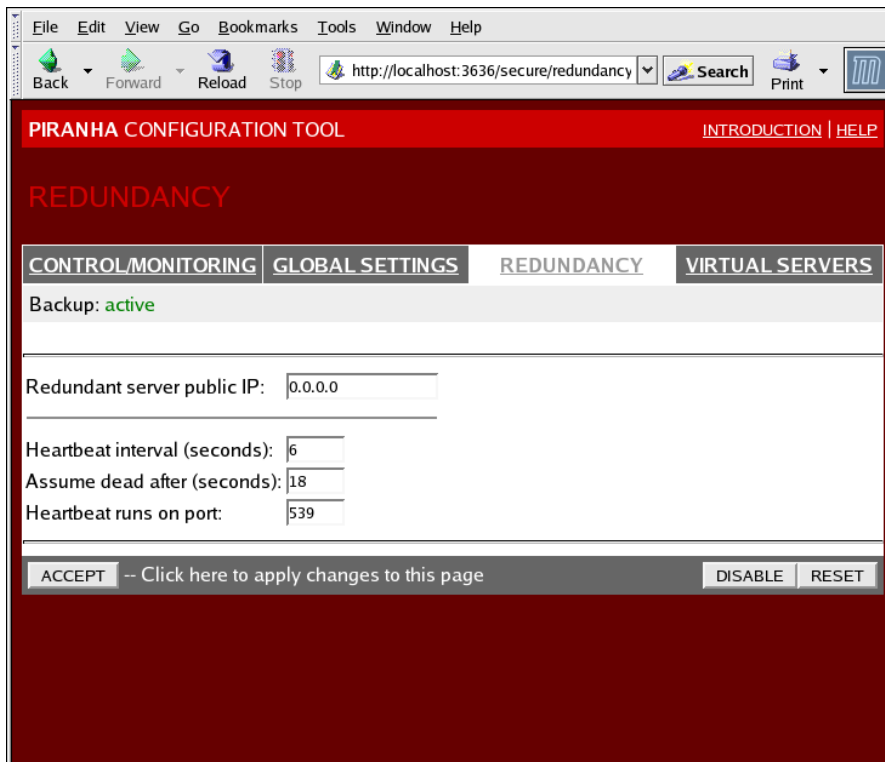 File Edit View Go Bookmarks Tools Window Help
Back Forward Reload Stop http://localhost:3636/secure/redundancy Search Print
PIRANHA CONFIGURATION TOOL INTRODUCTION | HELP
REDUNDANCY
CONTROL/MONITORING GLOBAL SETTINGS REDUNDANCY VIRTUAL SERVERS
Backup: active
Redundant server public IP: 0.0.0.0
Heartbeat interval (seconds): 6
Assume dead after (seconds): 18
Heartbeat runs on port: 539
ACCEPT -- Click here to apply changes to this page DISABLE RESET